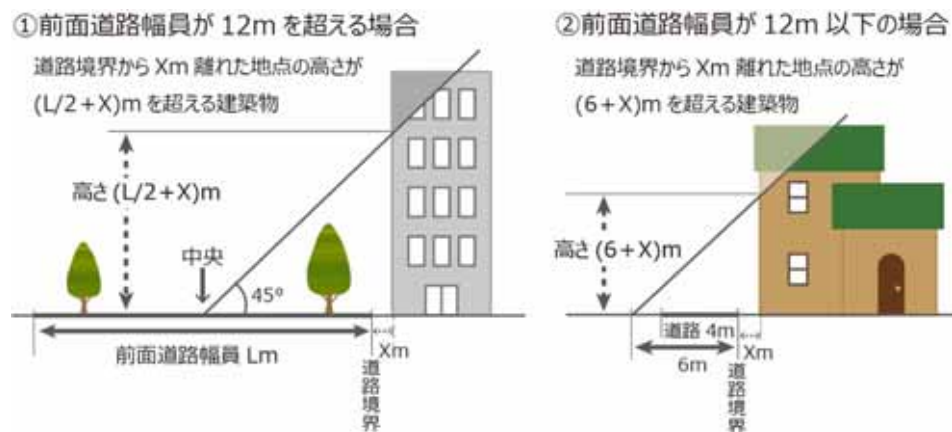 ①前面道路幅員が 12m を超える場合
道路境界から Xm 離れた地点の高さが
(L/2+X)m を超える建築物
高さ(L/2+X)m
中央
45°
前面道路幅員 Lm
Xm
道路境界
②前面道路幅員が 12m 以下の場合
道路境界から Xm 離れた地点の高さが
(6+X)m を超える建築物
高さ(6+X)m
道路 4m
6m
Xm
道路境界